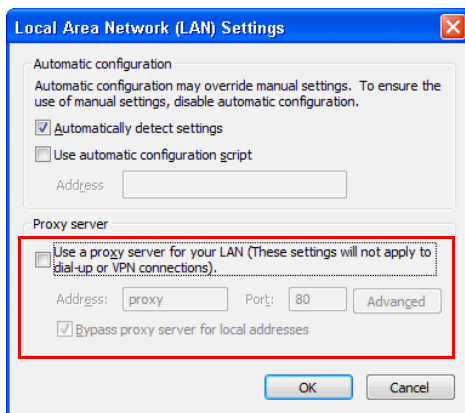 Local Area Network (LAN) Settings
Automatic configuration
Automatic configuration may override manual settings. To ensure the
use of manual settings, disable automatic configuration.
Automatically detect settings
Use automatic configuration script
Address
Proxy server
Use a proxy server for your LAN (These settings will not apply to
dial-up or VPN connections).
Address: proxy Port: 80 Advanced
Bypass proxy server for local addresses
OK Cancel